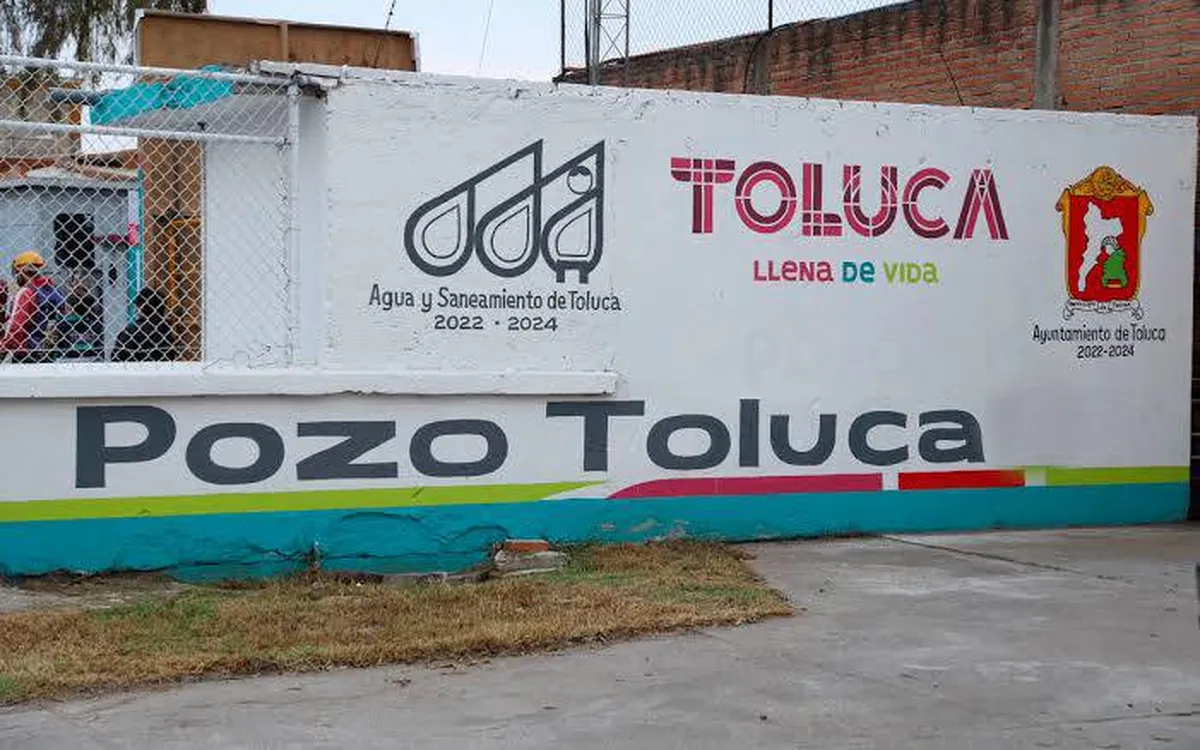 Agua y Saneamiento de Toluca
2022 · 2024
TOLUCA
LLENA DE VIDA
Ayuntamiento de Toluca
2022-2024
Pozo Toluca